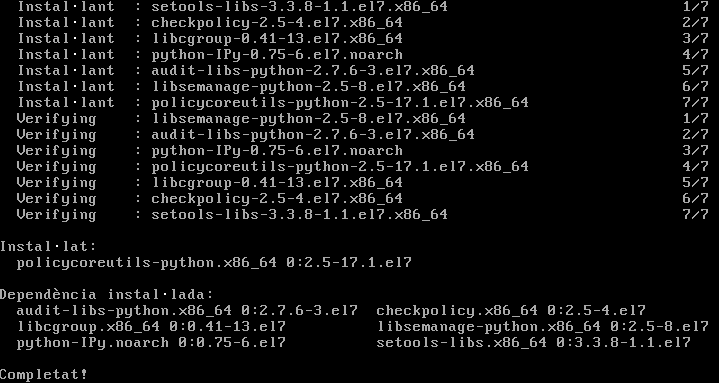 Instal·lant  : setools-libs-3.3.8-1.1.el7.x86_64    1/7
Instal·lant  : checkpolicy-2.5-4.el7.x86_64    2/7
Instal·lant  : libcgroup-0.41-13.el7.x86_64    3/7
Instal·lant  : python-IPy-0.75-6.el7.noarch    4/7
Instal·lant  : audit-libs-python-2.7.6-3.el7.x86_64    5/7
Instal·lant  : libsemanage-python-2.5-8.el7.x86_64    6/7
Instal·lant  : policycoreutils-python-2.5-17.1.el7.x86_64    7/7
Verifying    : libsemanage-python-2.5-8.el7.x86_64    1/7
Verifying    : audit-libs-python-2.7.6-3.el7.x86_64    2/7
Verifying    : python-IPy-0.75-6.el7.noarch    3/7
Verifying    : policycoreutils-python-2.5-17.1.el7.x86_64    4/7
Verifying    : libcgroup-0.41-13.el7.x86_64    5/7
Verifying    : checkpolicy-2.5-4.el7.x86_64    6/7
Verifying    : setools-libs-3.3.8-1.1.el7.x86_64    7/7
Instal·lat:
policycoreutils-python.x86_64 0:2.5-17.1.el7
Dependència instal·lada:
audit-libs-python.x86_64 0:2.7.6-3.el7  checkpolicy.x86_64 0:2.5-4.el7
libcgroup.x86_64 0:0.41-13.el7  libsemanage-python.x86_64 0:2.5-8.el7
python-IPy.noarch 0:0.75-6.el7  setools-libs.x86_64 0:3.3.8-1.1.el7
Completat!